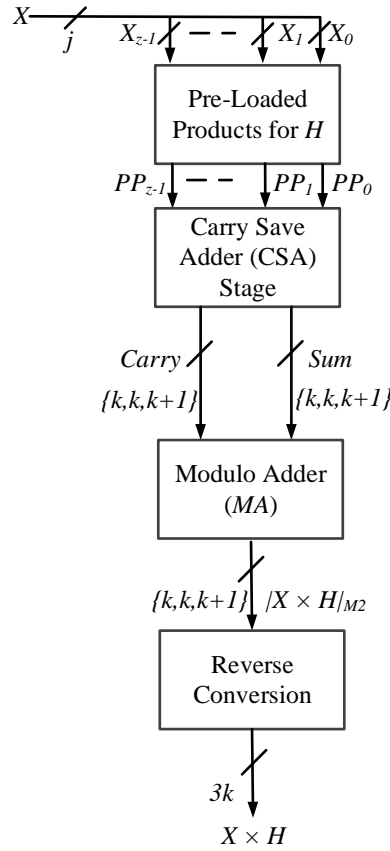 X
j
X_{z-1} X_1 X_0
Pre-Loaded
Products for H
PP_{z-1} PP_1 PP_0
Carry Save
Adder (CSA)
Stage
Carry Sum
{k,k,k+1} {k,k,k+1}
Modulo Adder
(MA)
{k,k,k+1} |X × H|_{M2}
Reverse
Conversion
3k
X × H